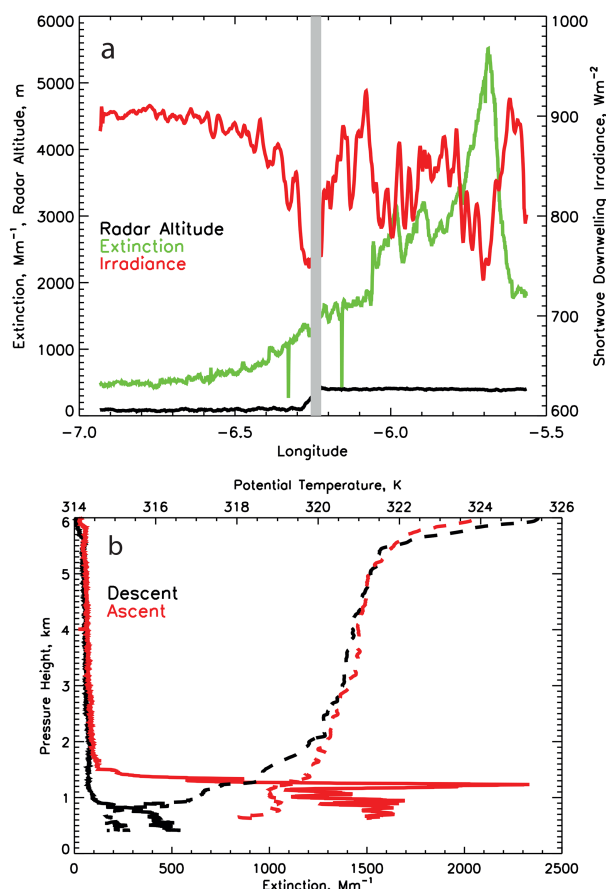 a
6000
5000
4000
3000
2000
1000
0
Extinction, Mm⁻¹, Radar Altitude, m
1000
900
800
700
600
Shortwave Downwelling Irradiance, Wm⁻²
Radar Altitude
Extinction
Irradiance
−7.0 −6.5 −6.0 −5.5
Longitude
Potential Temperature, K
314 316 318 320 322 324 326
b
6
5
4
3
2
1
0
Pressure Height, km
Descent
Ascent
0 500 1000 1500 2000 2500
Extinction, Mm⁻¹